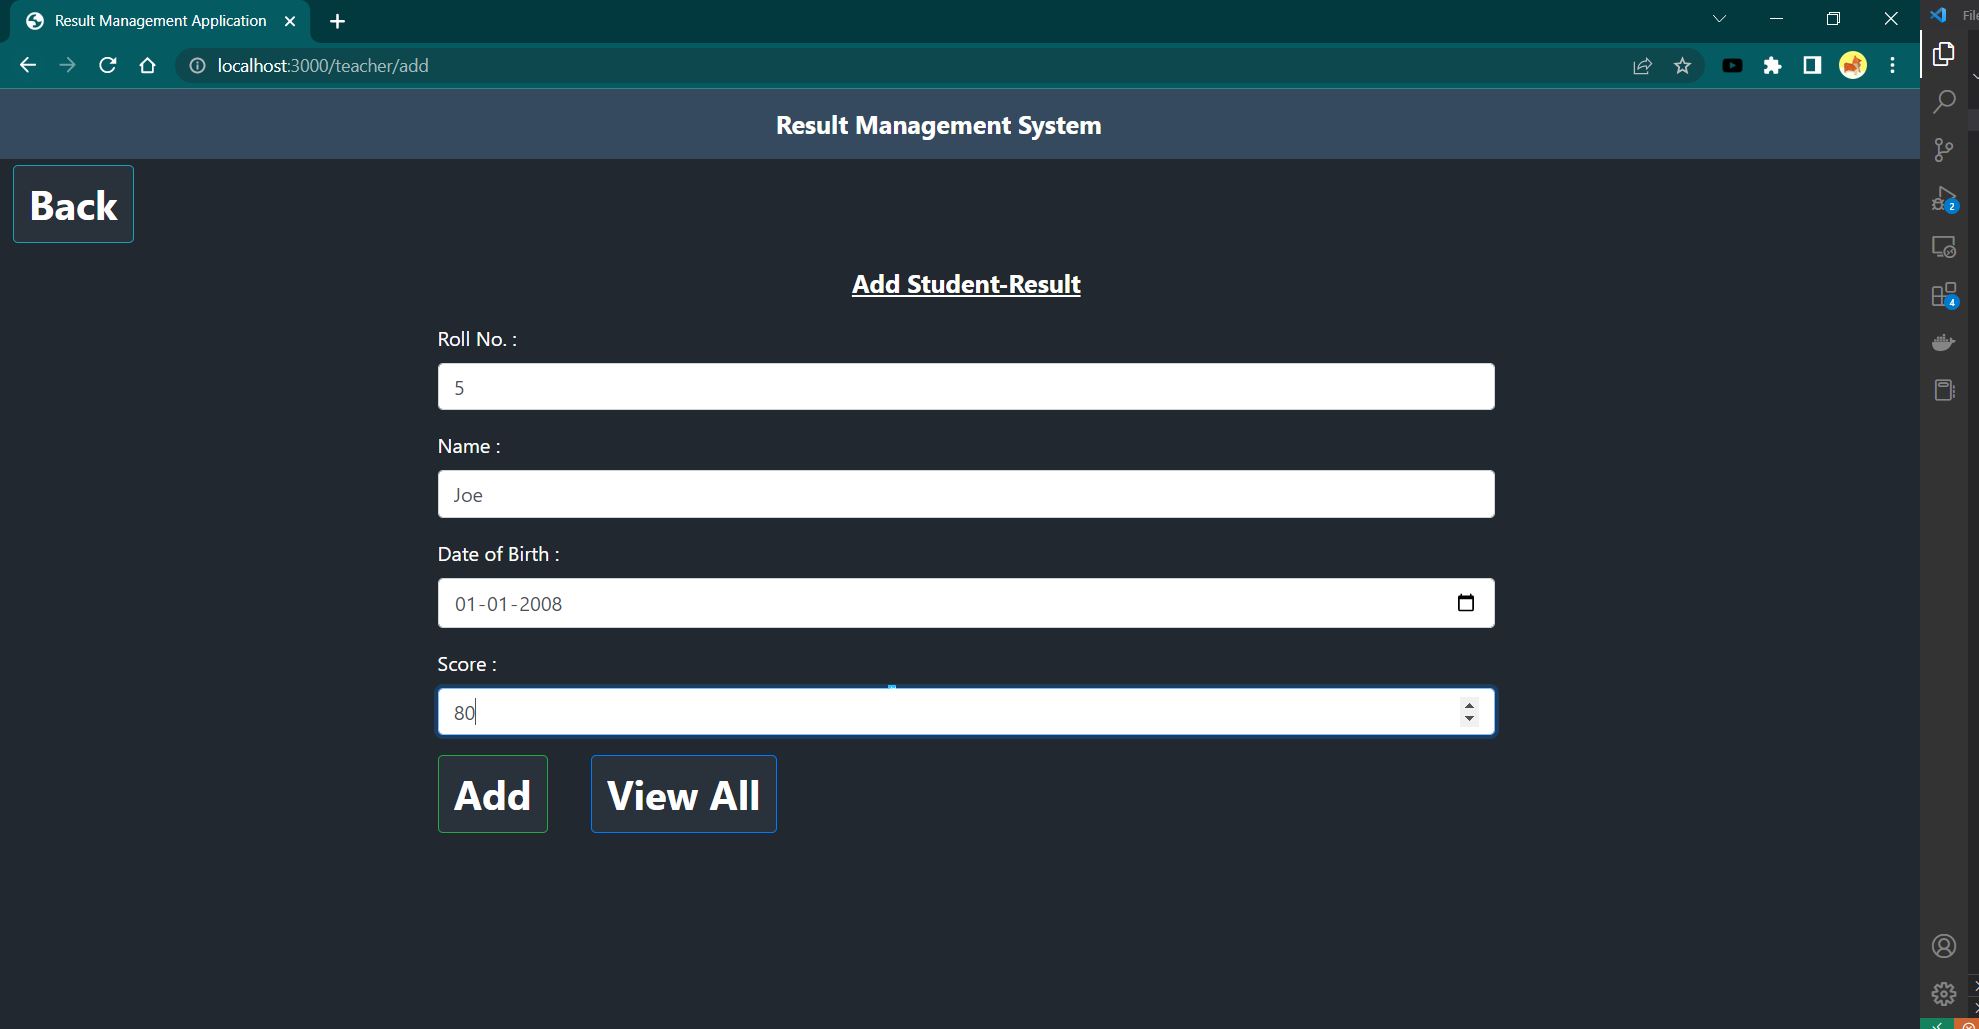 Result Management Application
File
localhost:3000/teacher/add
Result Management System
Back
Add Student-Result
Roll No. :
5
Name :
Joe
Date of Birth :
01-01-2008
Score :
80
Add View All
2
4